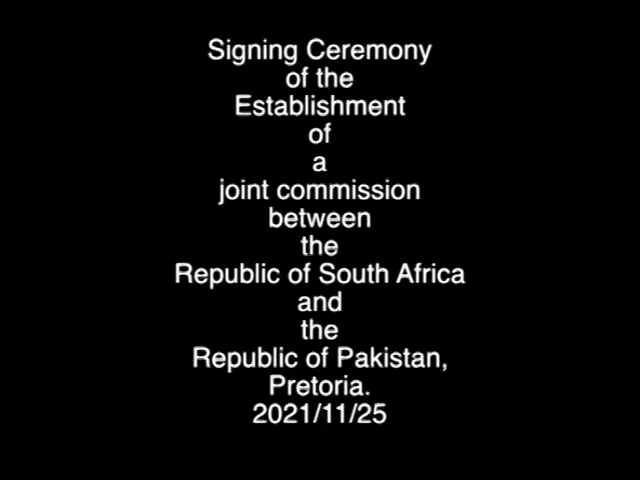 Signing Ceremony
of the
Establishment
of
a
joint commission
between
the
Republic of South Africa
and
the
Republic of Pakistan,
Pretoria.
2021/11/25